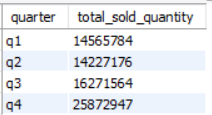 quarter total_sold_quantity
q1 14565784
q2 14227176
q3 16271564
q4 25872947